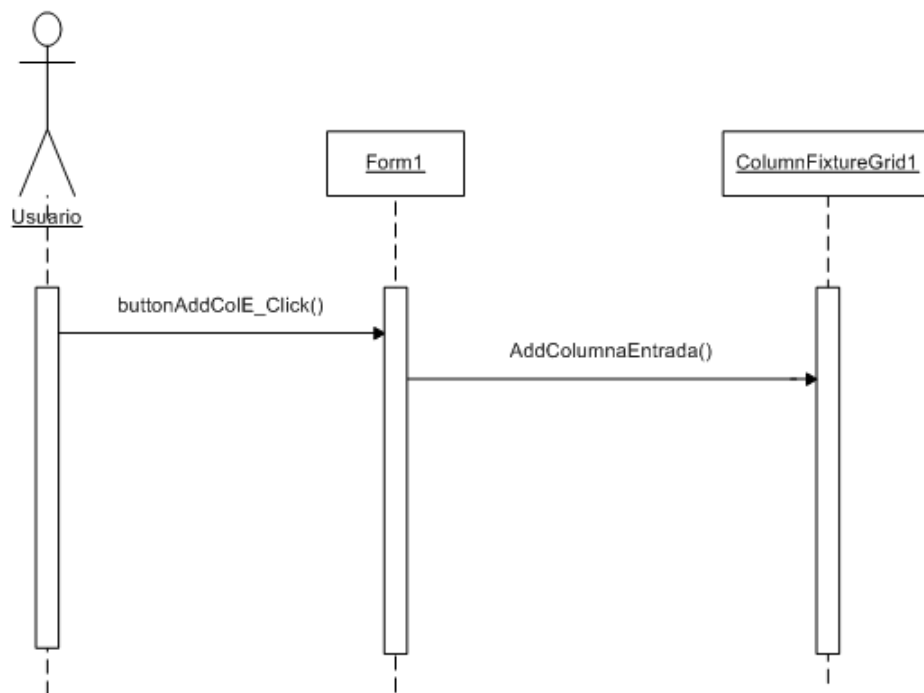 Form1
ColumnFixtureGrid1
Usuario
buttonAddColE_Click()
AddColumnaEntrada()